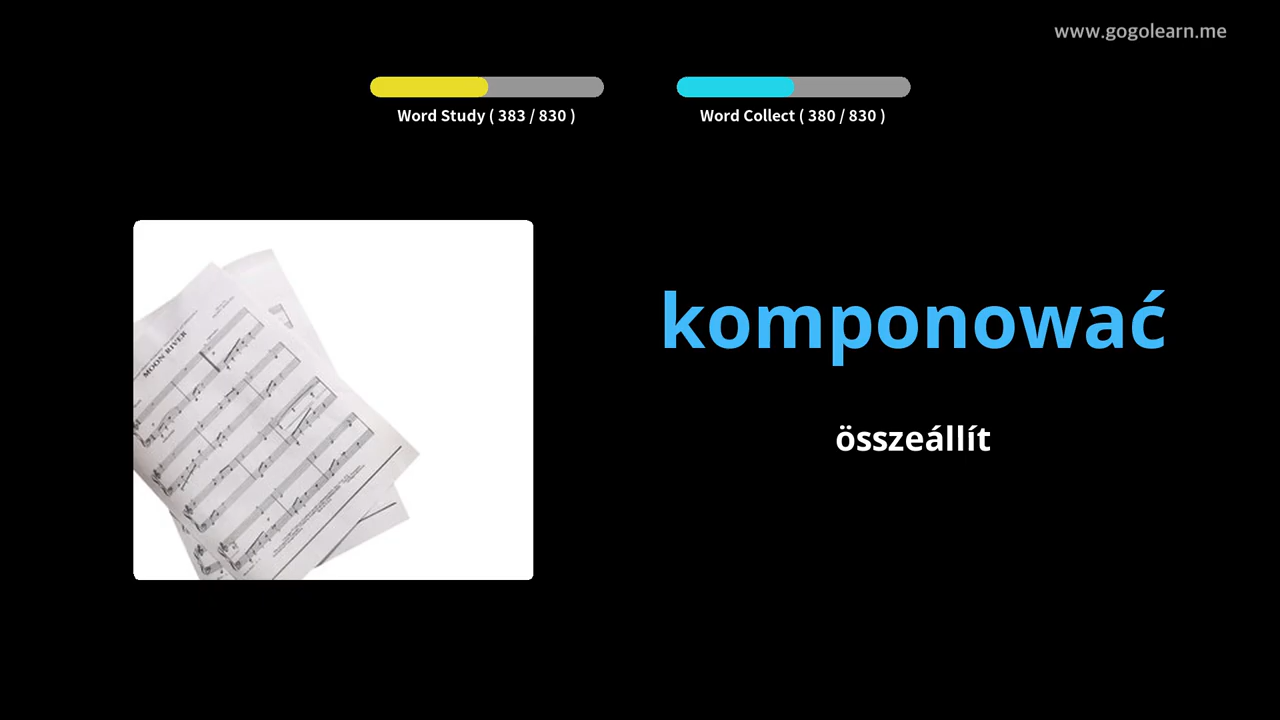 www.gogolearn.me
Word Study ( 383 / 830 )
Word Collect ( 380 / 830 )
MOON RIVER
komponować
összeállít